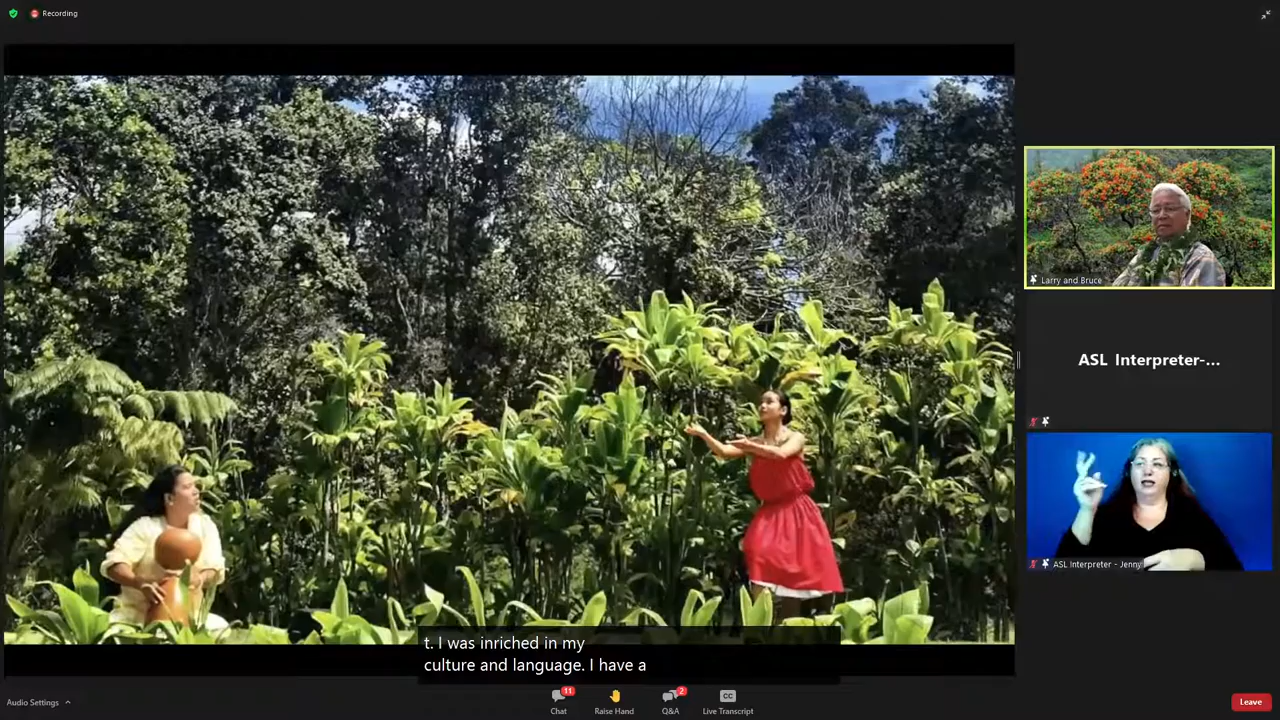 Recording
Larry and Bruce
ASL Interpreter-...
ASL Interpreter - Jenny
t. I was inriched in my
culture and language. I have a
Audio Settings
11
Chat
Raise Hand
2
Q&A
CC
Live Transcript
Leave